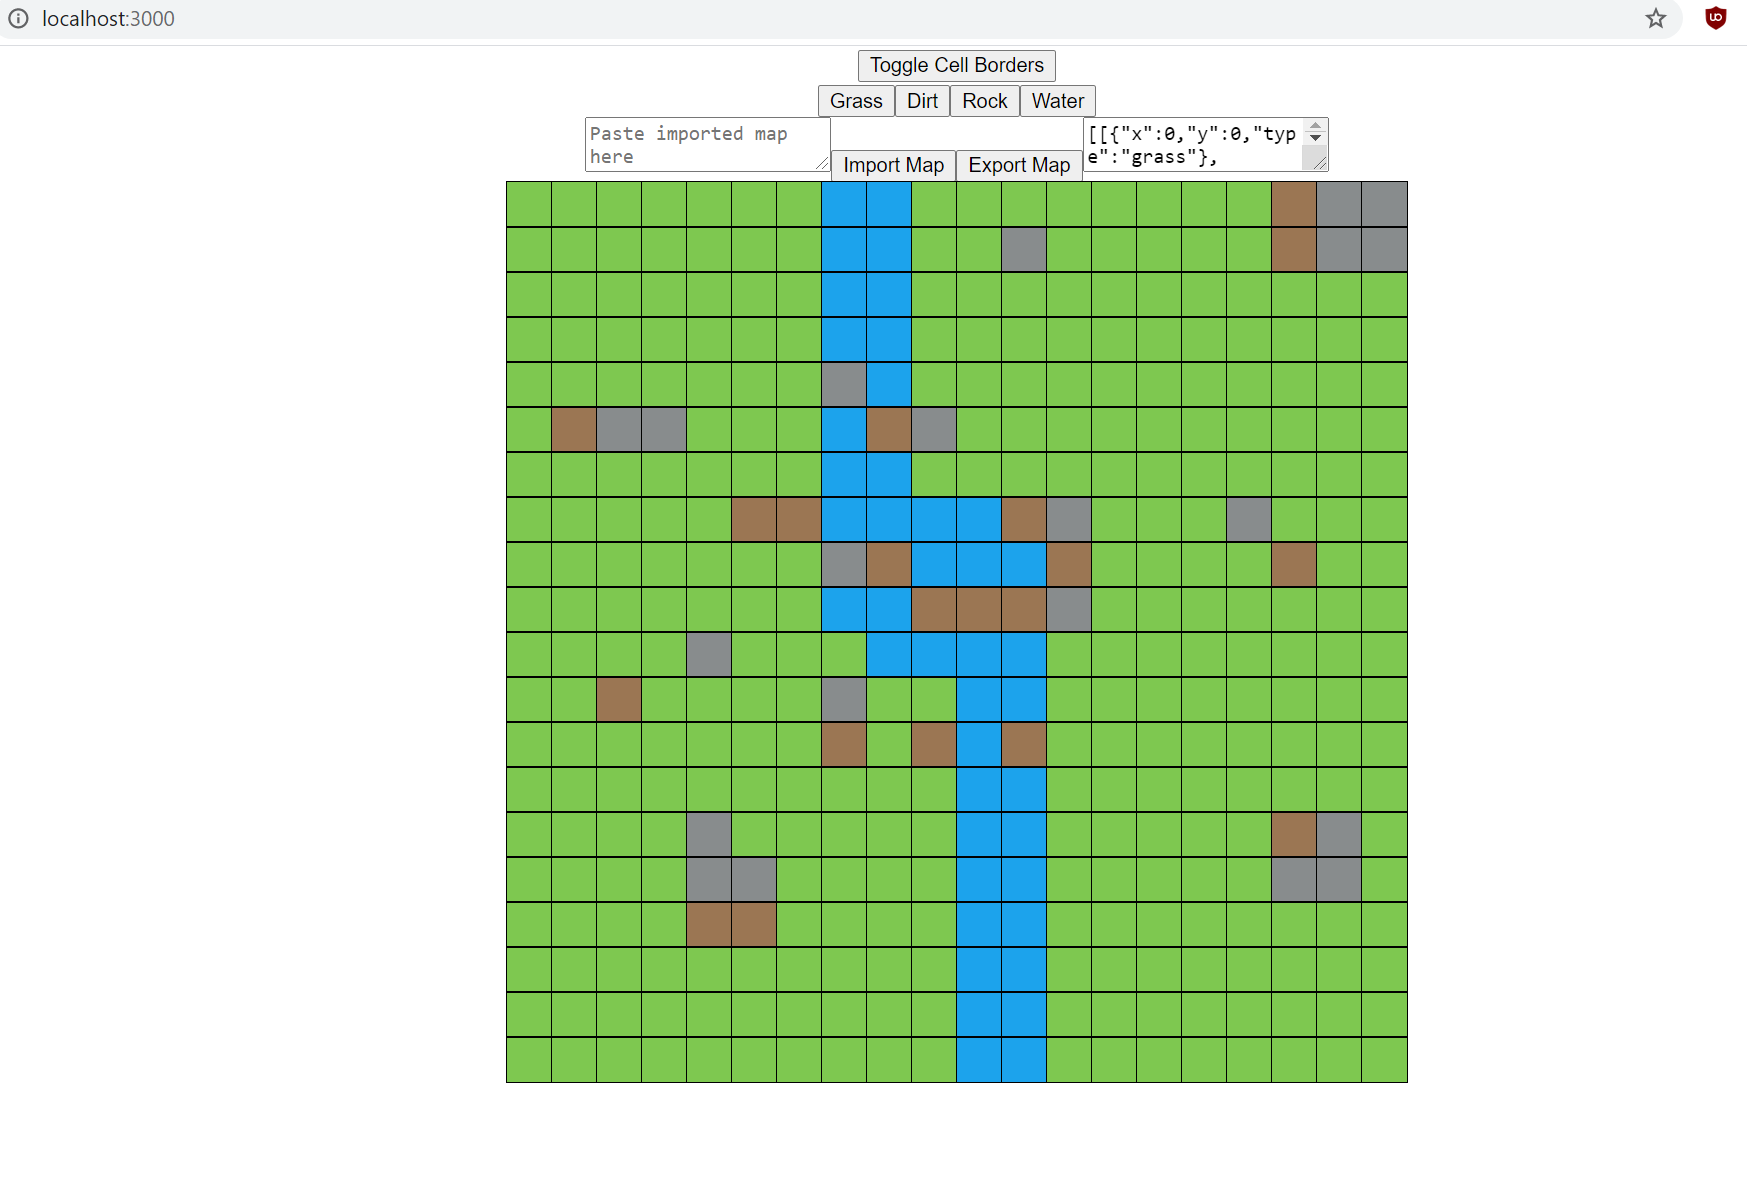 localhost:3000
Toggle Cell Borders
Grass Dirt Rock Water
Paste imported map
here
Import Map Export Map
[[{"x":0,"y":0,"typ
e":"grass"},